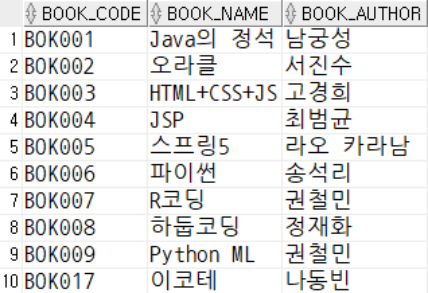 BOOK_CODE BOOK_NAME BOOK_AUTHOR
1 BOK001 Java의 정석 남궁성
2 BOK002 오라클 서진수
3 BOK003 HTML+CSS+JS 고경희
4 BOK004 JSP 최범균
5 BOK005 스프링5 라오 카라남
6 BOK006 파이썬 송석리
7 BOK007 R코딩 권철민
8 BOK008 하둡코딩 정재화
9 BOK009 Python ML 권철민
10 BOK017 이코테 나동빈